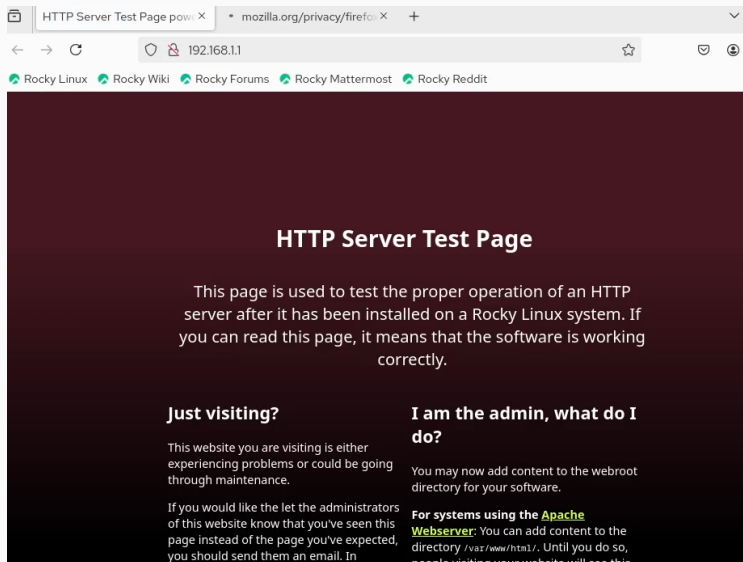 HTTP Server Test Page pow
mozilla.org/privacy/firefo
192.168.1.1
Rocky Linux Rocky Wiki Rocky Forums Rocky Mattermost Rocky Reddit
HTTP Server Test Page
This page is used to test the proper operation of an HTTP
server after it has been installed on a Rocky Linux system. If
you can read this page, it means that the software is working
correctly.
Just visiting?
This website you are visiting is either
experiencing problems or could be going
through maintenance.
If you would like the let the administrators
of this website know that you've seen this
page instead of the page you've expected,
you should send them an email. In
I am the admin, what do I
do?
You may now add content to the webroot
directory for your software.
For systems using the Apache
Webserver: You can add content to the
directory /var/www/html/. Until you do so,
people visiting your website will see this